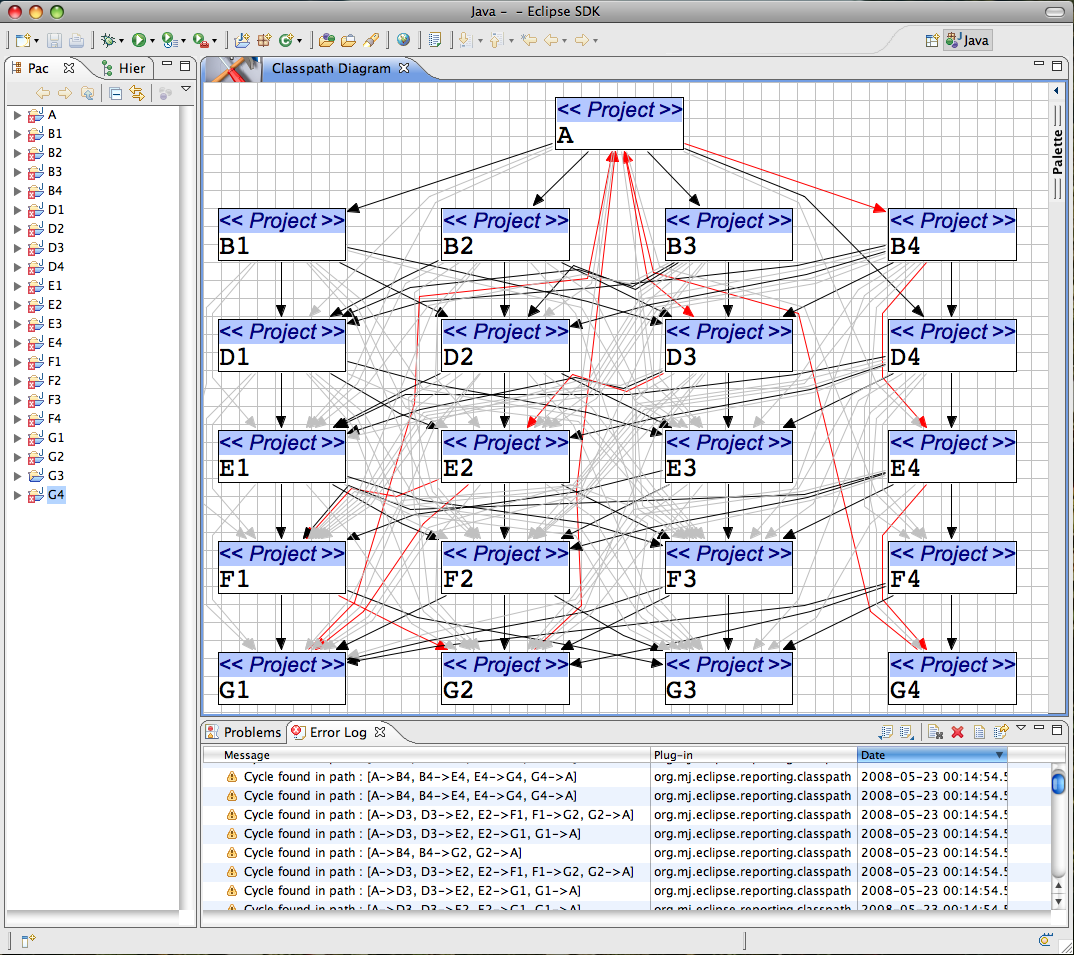 Java - - Eclipse SDK
Java
Pac
Hier
A
B1
B2
B3
B4
D1
D2
D3
D4
E1
E2
E3
E4
F1
F2
F3
F4
G1
G2
G3
G4
Classpath Diagram
Palette
<< Project >>
A
<< Project >> << Project >> << Project >> << Project >>
B1 B2 B3 B4
<< Project >> << Project >> << Project >> << Project >>
D1 D2 D3 D4
<< Project >> << Project >> << Project >> << Project >>
E1 E2 E3 E4
<< Project >> << Project >> << Project >> << Project >>
F1 F2 F3 F4
<< Project >> << Project >> << Project >> << Project >>
G1 G2 G3 G4
Problems Error Log
Message Plug-in Date
Cycle found in path : [A->B4, B4->E4, E4->G4, G4->A] org.mj.eclipse.reporting.classpath 2008-05-23 00:14:54.5
Cycle found in path : [A->B4, B4->E4, E4->G4, G4->A] org.mj.eclipse.reporting.classpath 2008-05-23 00:14:54.5
Cycle found in path : [A->D3, D3->E2, E2->F1, F1->G2, G2->A] org.mj.eclipse.reporting.classpath 2008-05-23 00:14:54.5
Cycle found in path : [A->D3, D3->E2, E2->G1, G1->A] org.mj.eclipse.reporting.classpath 2008-05-23 00:14:54.5
Cycle found in path : [A->B4, B4->G2, G2->A] org.mj.eclipse.reporting.classpath 2008-05-23 00:14:54.5
Cycle found in path : [A->D3, D3->E2, E2->F1, F1->G2, G2->A] org.mj.eclipse.reporting.classpath 2008-05-23 00:14:54.5
Cycle found in path : [A->D3, D3->E2, E2->G1, G1->A] org.mj.eclipse.reporting.classpath 2008-05-23 00:14:54.5